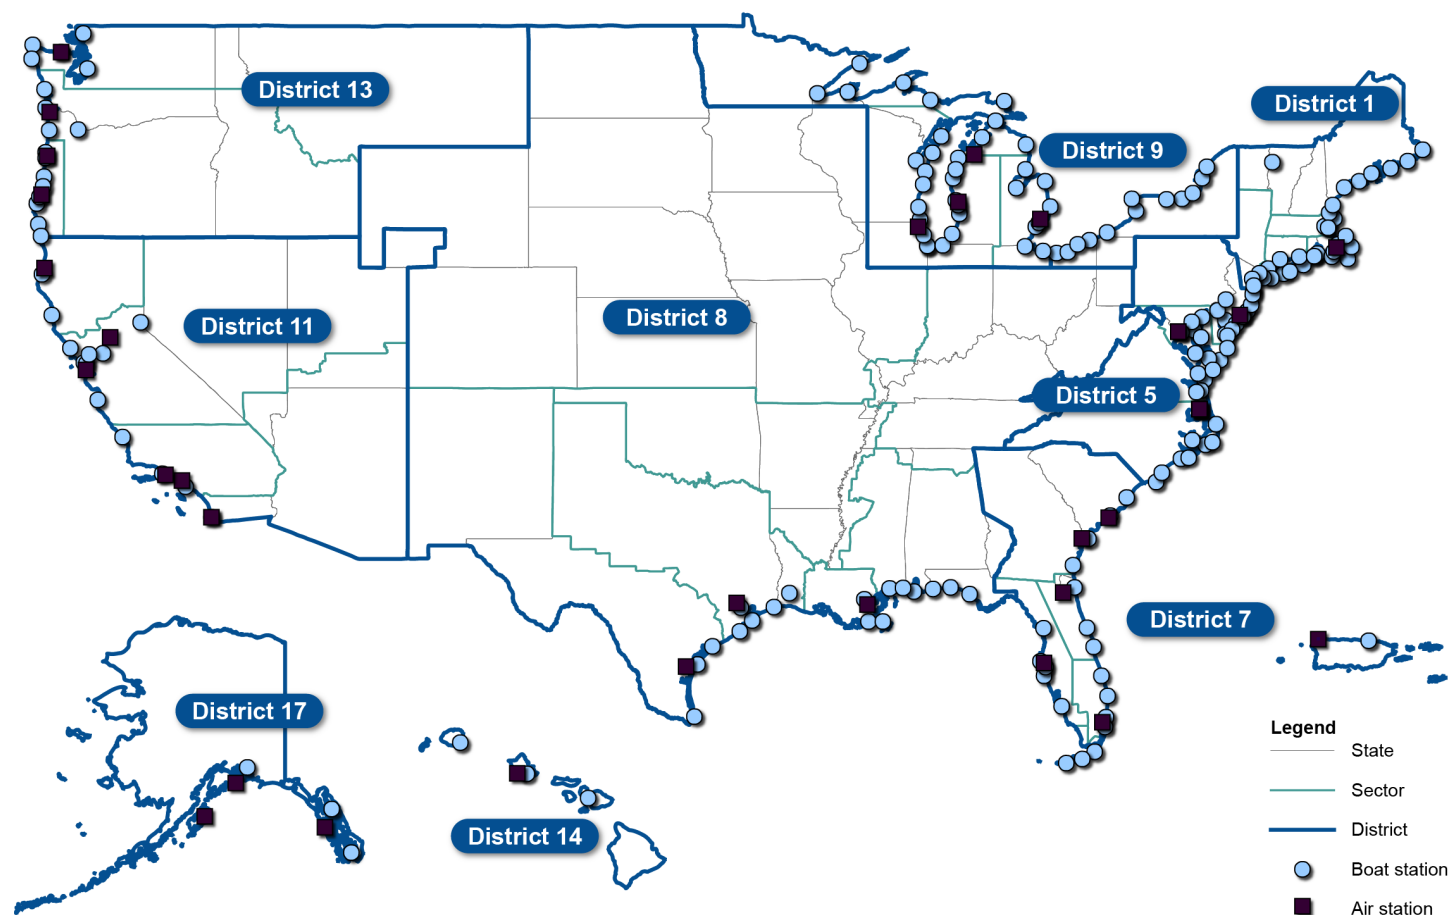 District 13
District 1
District 9
District 11
District 8
District 5
District 7
District 17
District 14
Legend
State
Sector
District
Boat station
Air station